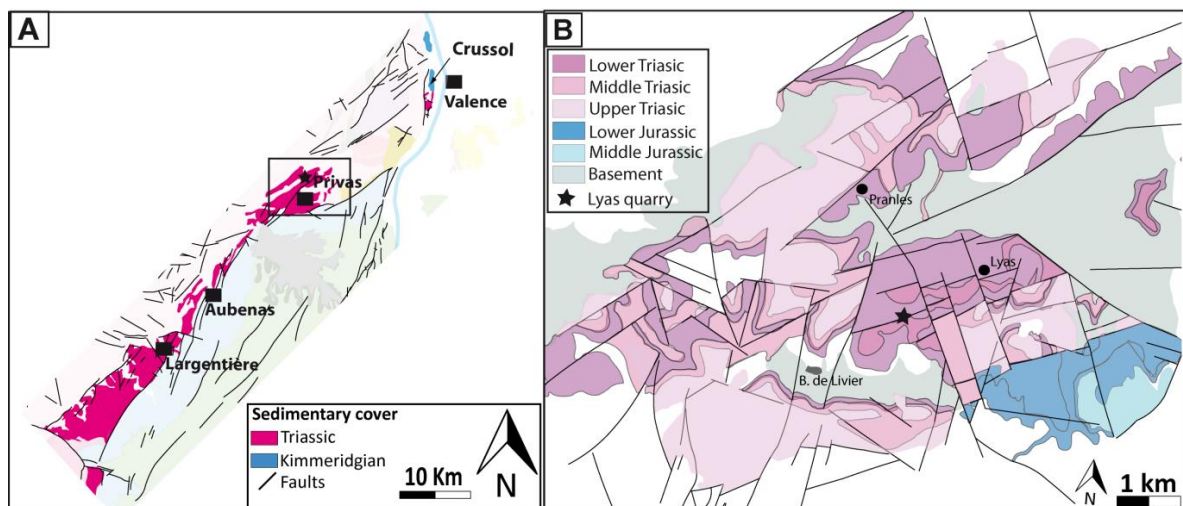 A
Crussol
Valence
Privas
Aubenas
Largentière
Sedimentary cover
Triassic
Kimmeridgian
Faults
10 Km
N
B
Lower Triasic
Middle Triasic
Upper Triasic
Lower Jurassic
Middle Jurassic
Basement
Lyas quarry
Pranles
Lyas
B. de Livier
N
1 km